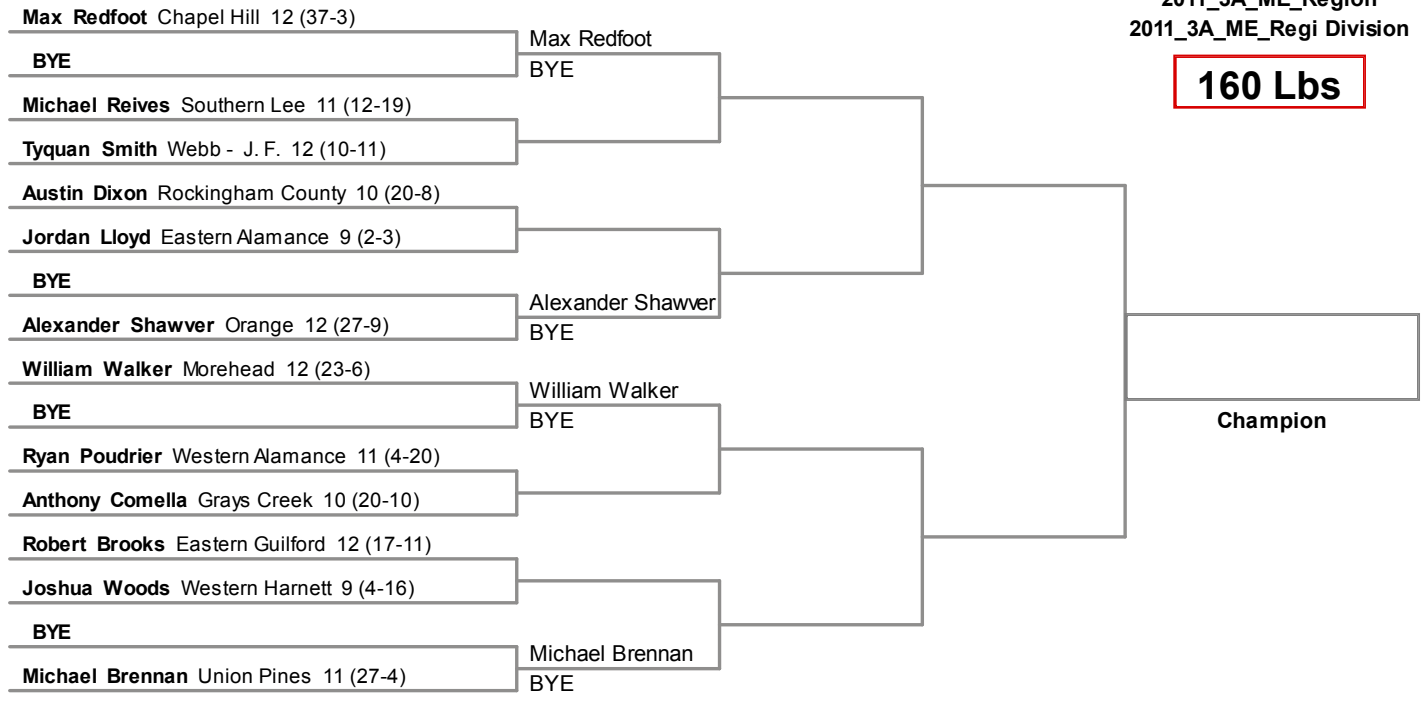 2011_3A_ME_Region
2011_3A_ME_Regi Division
160 Lbs
Max Redfoot Chapel Hill 12 (37-3)
BYE
Max Redfoot
BYE
Michael Reives Southern Lee 11 (12-19)
Tyquan Smith Webb - J. F. 12 (10-11)
Austin Dixon Rockingham County 10 (20-8)
Jordan Lloyd Eastern Alamance 9 (2-3)
BYE
Alexander Shawver Orange 12 (27-9)
Alexander Shawver
BYE
William Walker Morehead 12 (23-6)
BYE
William Walker
BYE
Ryan Poudrier Western Alamance 11 (4-20)
Anthony Comella Grays Creek 10 (20-10)
Robert Brooks Eastern Guilford 12 (17-11)
Joshua Woods Western Harnett 9 (4-16)
BYE
Michael Brennan Union Pines 11 (27-4)
Michael Brennan
BYE
Champion